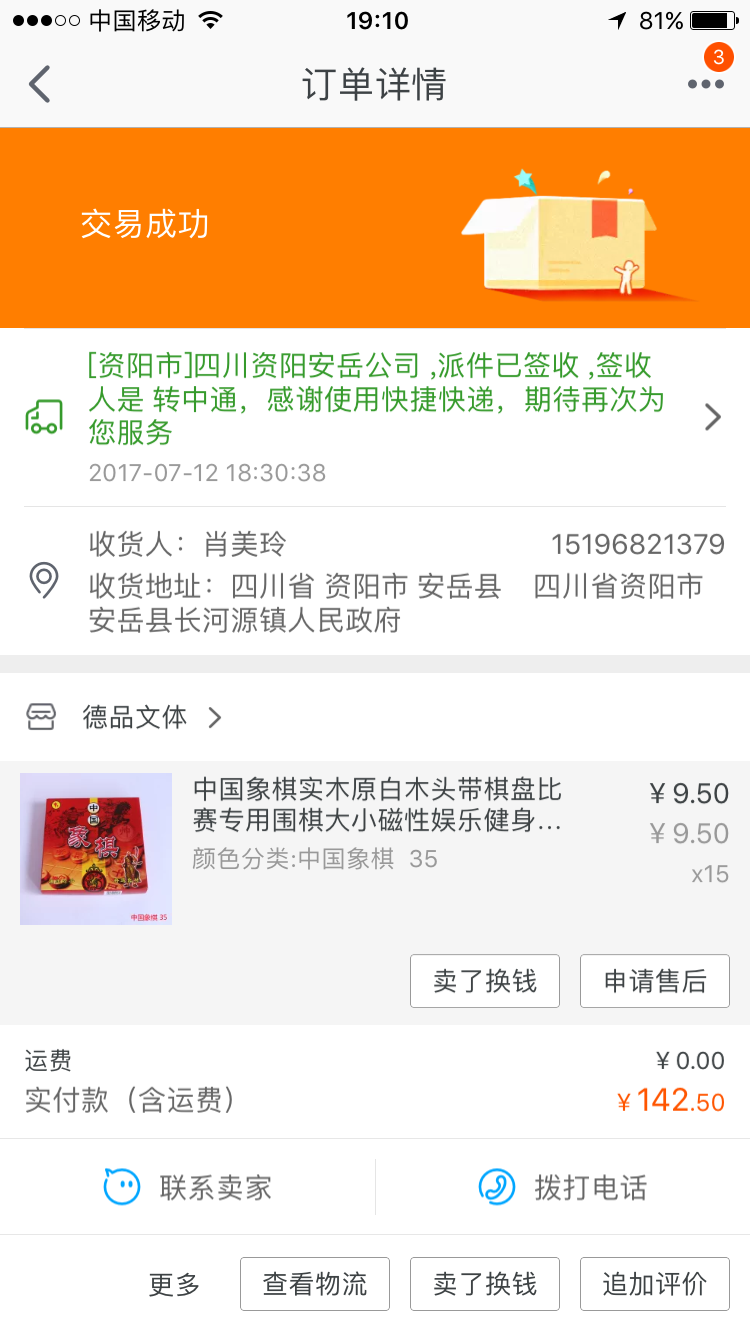 中国移动 19:10 81%
3
订单详情
交易成功
[资阳市]四川资阳安岳公司 ,派件已签收 ,签收
人是 转中通，感谢使用快捷快递，期待再次为
您服务
2017-07-12 18:30:38
收货人：肖美玲 15196821379
收货地址：四川省 资阳市 安岳县 四川省资阳市
安岳县长河源镇人民政府
德品文体
中国象棋实木原白木头带棋盘比 ¥ 9.50
赛专用围棋大小磁性娱乐健身... ¥ 9.50
颜色分类:中国象棋 35 x15
中国
象棋
中国象棋 35
卖了换钱 申请售后
运费 ¥ 0.00
实付款（含运费） ¥ 142.50
联系卖家 拨打电话
更多 查看物流 卖了换钱 追加评价